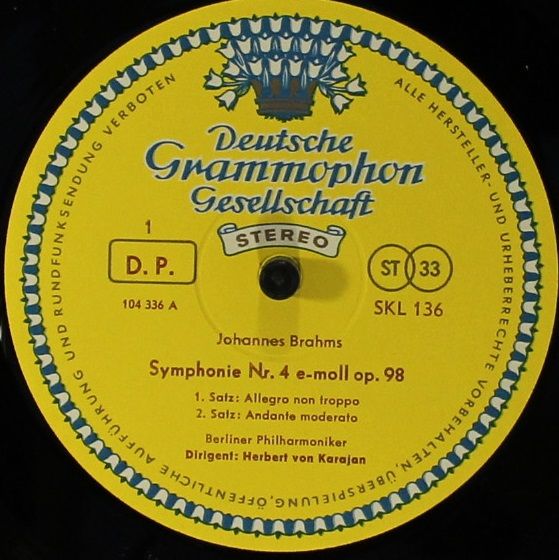 Deutsche
Grammophon
Gesellschaft
STEREO
1
D. P.
104 336 A
ST 33
SKL 136
Johannes Brahms
Symphonie Nr. 4 e-moll op. 98
1. Satz: Allegro non troppo
2. Satz: Andante moderato
Berliner Philharmoniker
Dirigent: Herbert von Karajan
ALLE HERSTELLER- UND URHEBERRECHTE VORBEHALTEN, ÜBERSPIELUNG, ÖFFENTLICHE AUFFÜHRUNG UND RUNDFUNKSENDUNG VERBOTEN